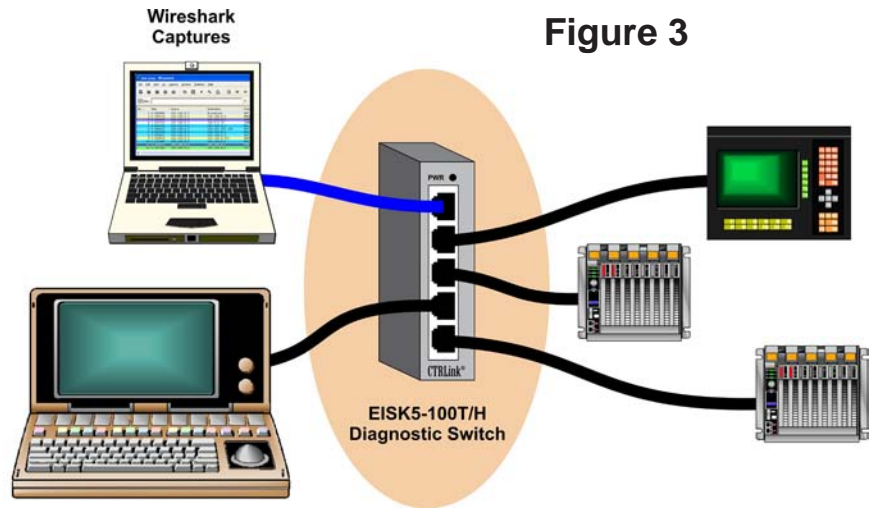 Wireshark
Captures
Figure 3
PWR
CTRLink®
EISK5-100T/H
Diagnostic Switch